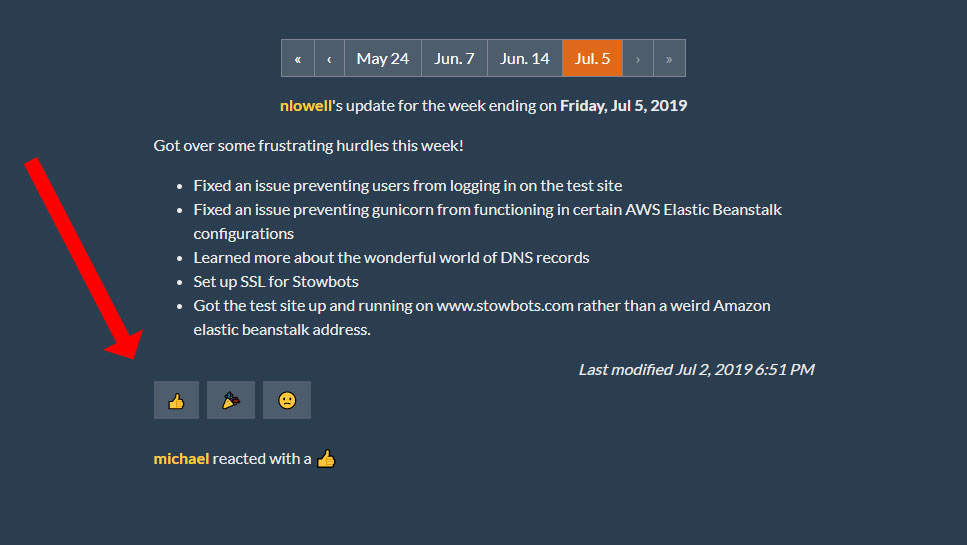 « ‹ May 24 Jun. 7 Jun. 14 Jul. 5 › »
nlowell's update for the week ending on Friday, Jul 5, 2019
Got over some frustrating hurdles this week!
• Fixed an issue preventing users from logging in on the test site
• Fixed an issue preventing gunicorn from functioning in certain AWS Elastic Beanstalk
configurations
• Learned more about the wonderful world of DNS records
• Set up SSL for Stowbots
• Got the test site up and running on www.stowbots.com rather than a weird Amazon
elastic beanstalk address.
Last modified Jul 2, 2019 6:51 PM
michael reacted with a 👍